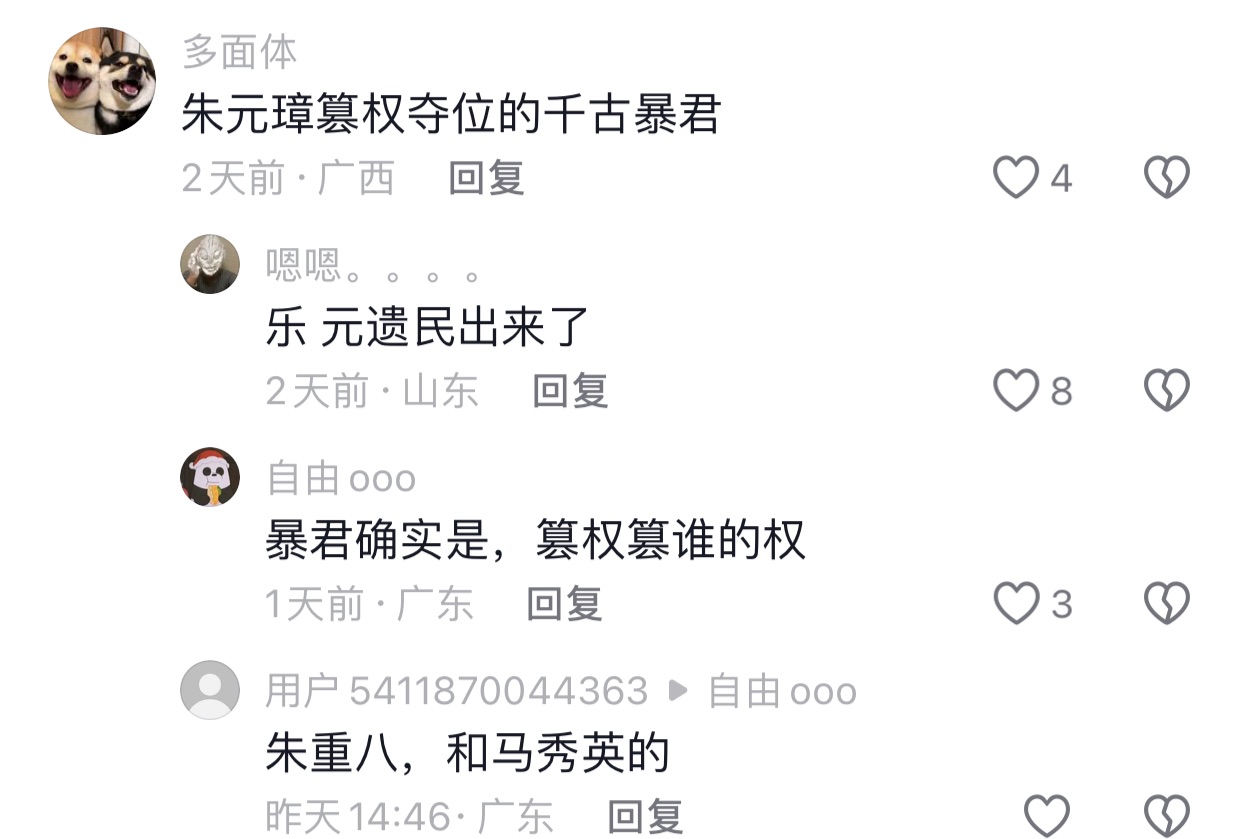 多面体
朱元璋篡权夺位的千古暴君
2天前·广西 回复 4
嗯嗯。。。。
乐 元遗民出来了
2天前·山东 回复 8
自由ooo
暴君确实是，篡权篡谁的权
1天前·广东 回复 3
用户5411870044363 ▶ 自由ooo
朱重八，和马秀英的
昨天14:46·广东 回复